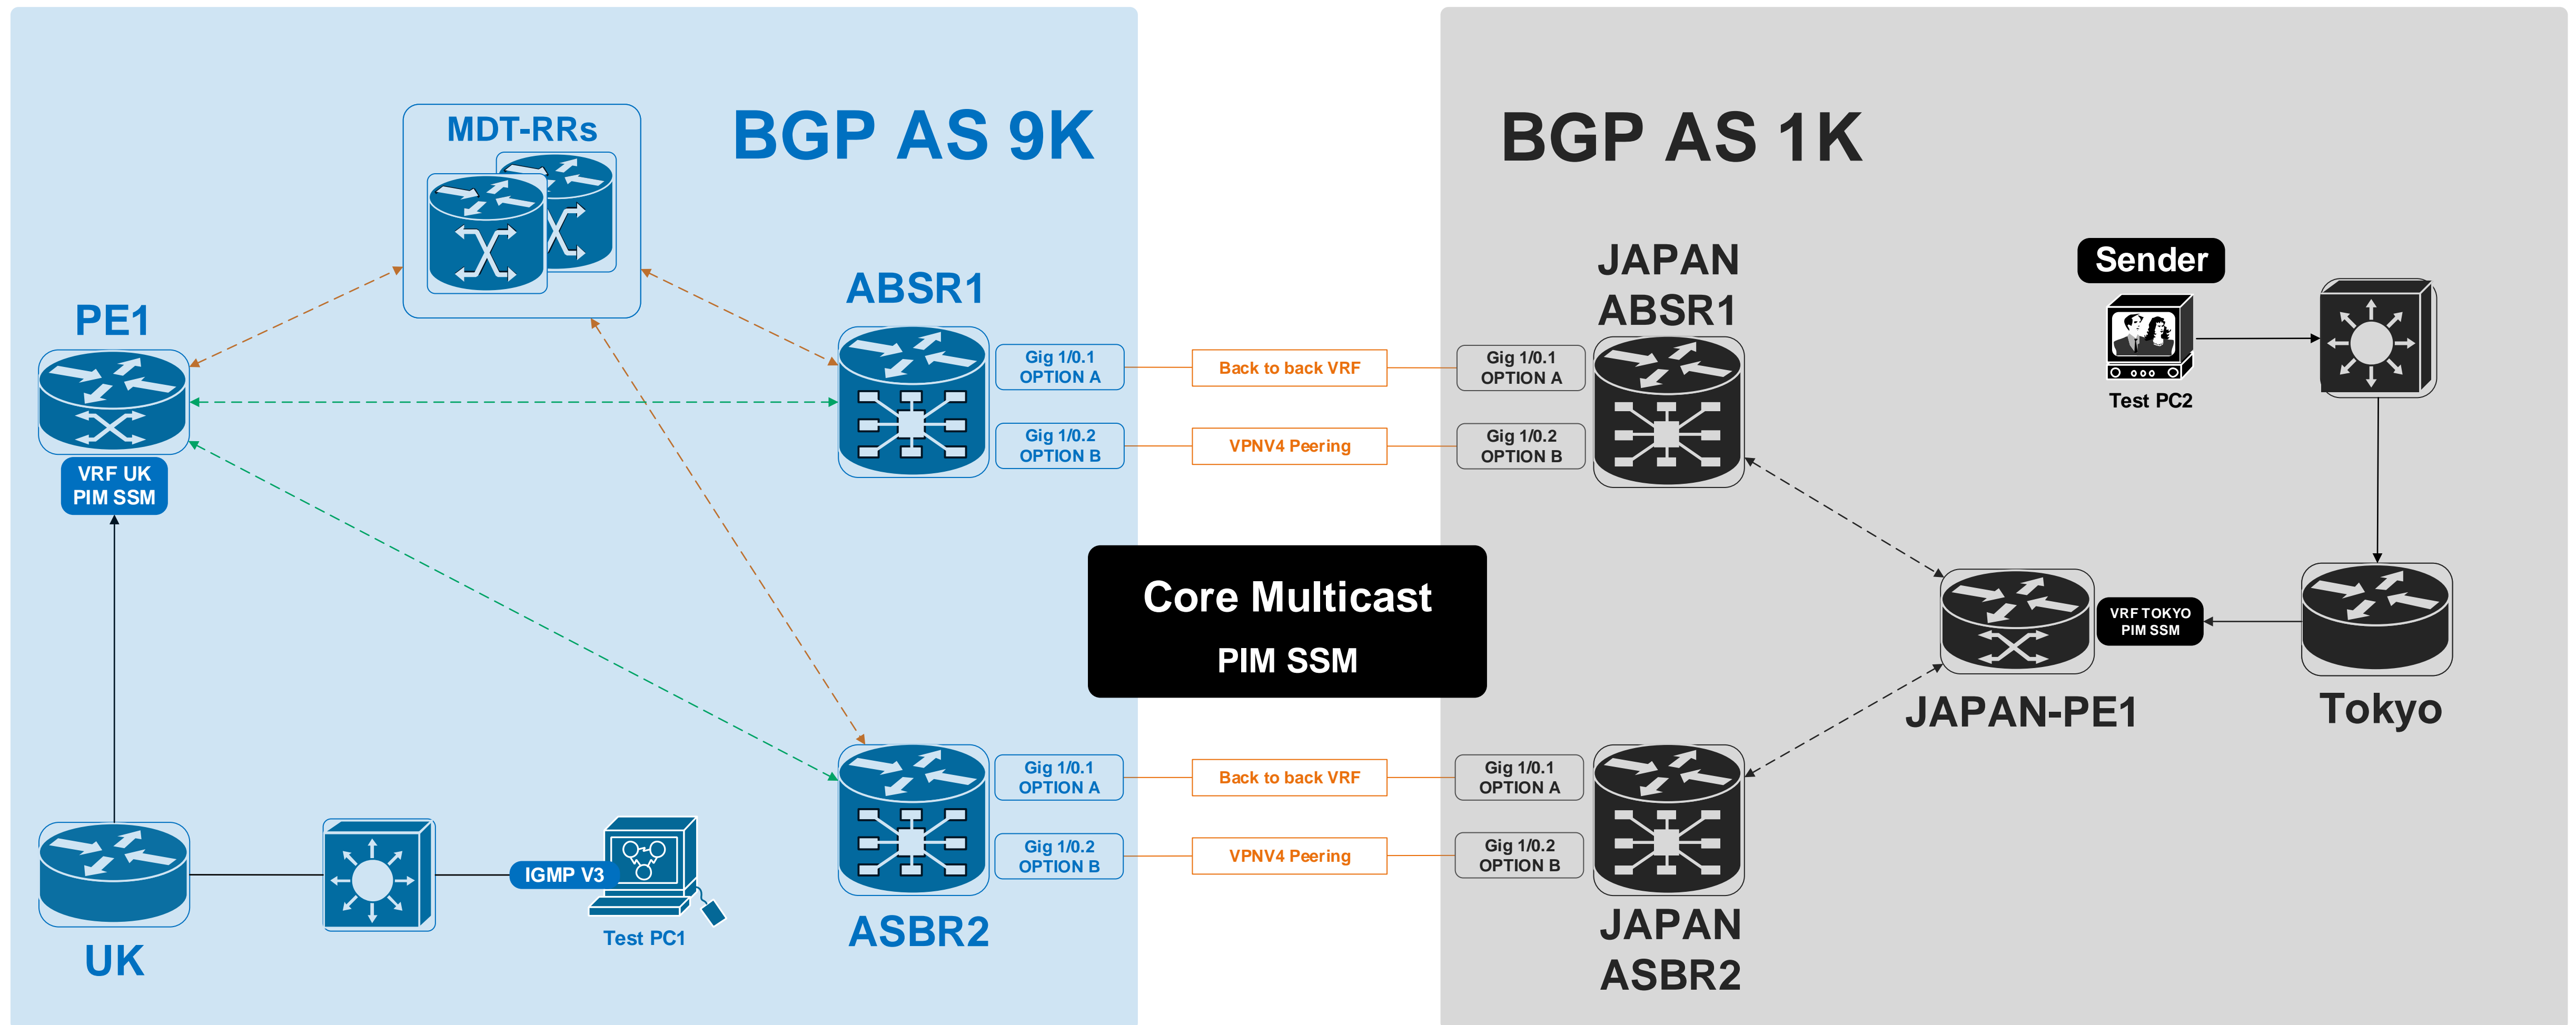 BGP AS 9K
MDT-RRs
PE1
VRF UK
PIM SSM
ABSR1
Gig 1/0.1
OPTION A
Gig 1/0.2
OPTION B
Back to back VRF
VPNV4 Peering
UK
IGMP V3
Test PC1
ASBR2
Gig 1/0.1
OPTION A
Gig 1/0.2
OPTION B
Back to back VRF
VPNV4 Peering
Core Multicast
PIM SSM
BGP AS 1K
JAPAN
ABSR1
Gig 1/0.1
OPTION A
Gig 1/0.2
OPTION B
Sender
Test PC2
JAPAN-PE1
VRF TOKYO
PIM SSM
Tokyo
Gig 1/0.1
OPTION A
Gig 1/0.2
OPTION B
JAPAN
ASBR2